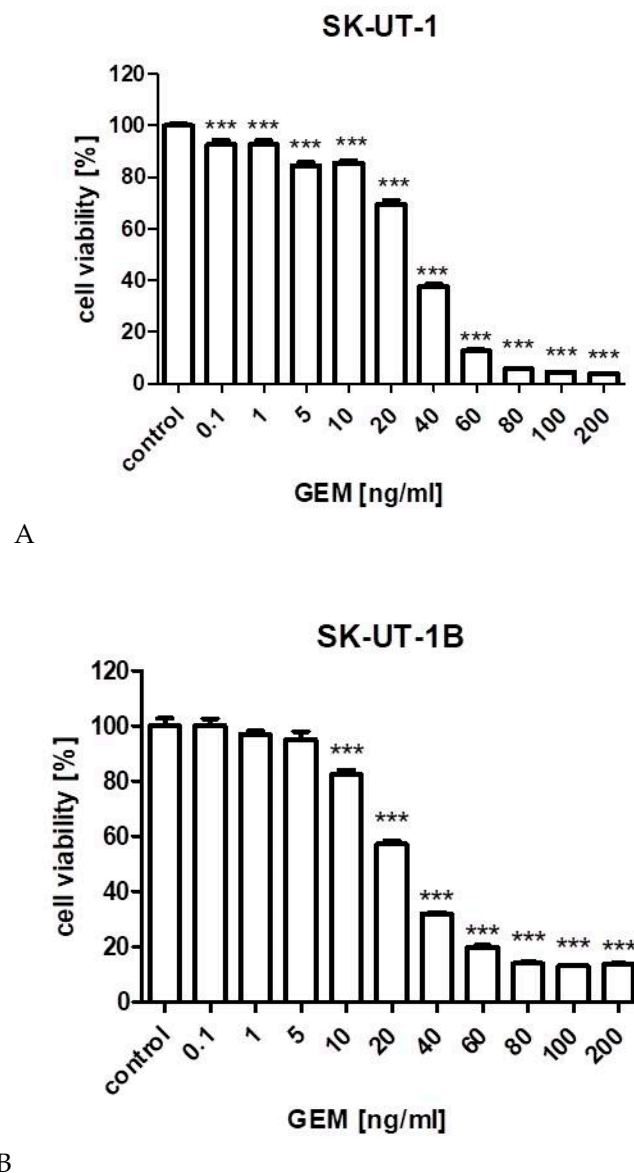 SK-UT-1
120
100
80
60
40
20
0
cell viability [%]
*** *** *** *** *** *** *** *** *** ***
control 0.1 1 5 10 20 40 60 80 100 200
GEM [ng/ml]
A
SK-UT-1B
120
100
80
60
40
20
0
cell viability [%]
*** *** *** *** *** *** ***
control 0.1 1 5 10 20 40 60 80 100 200
GEM [ng/ml]
B